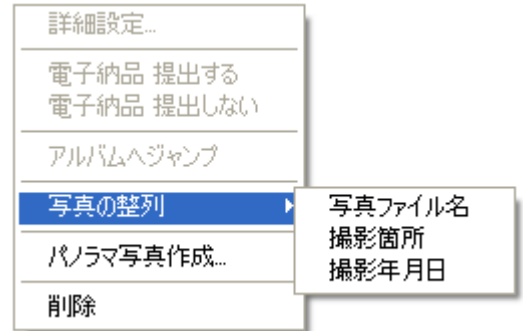 詳細設定...
電子納品 提出する
電子納品 提出しない
アルバムへジャンプ
写真の整列
写真ファイル名
撮影箇所
撮影年月日
パノラマ写真作成...
削除